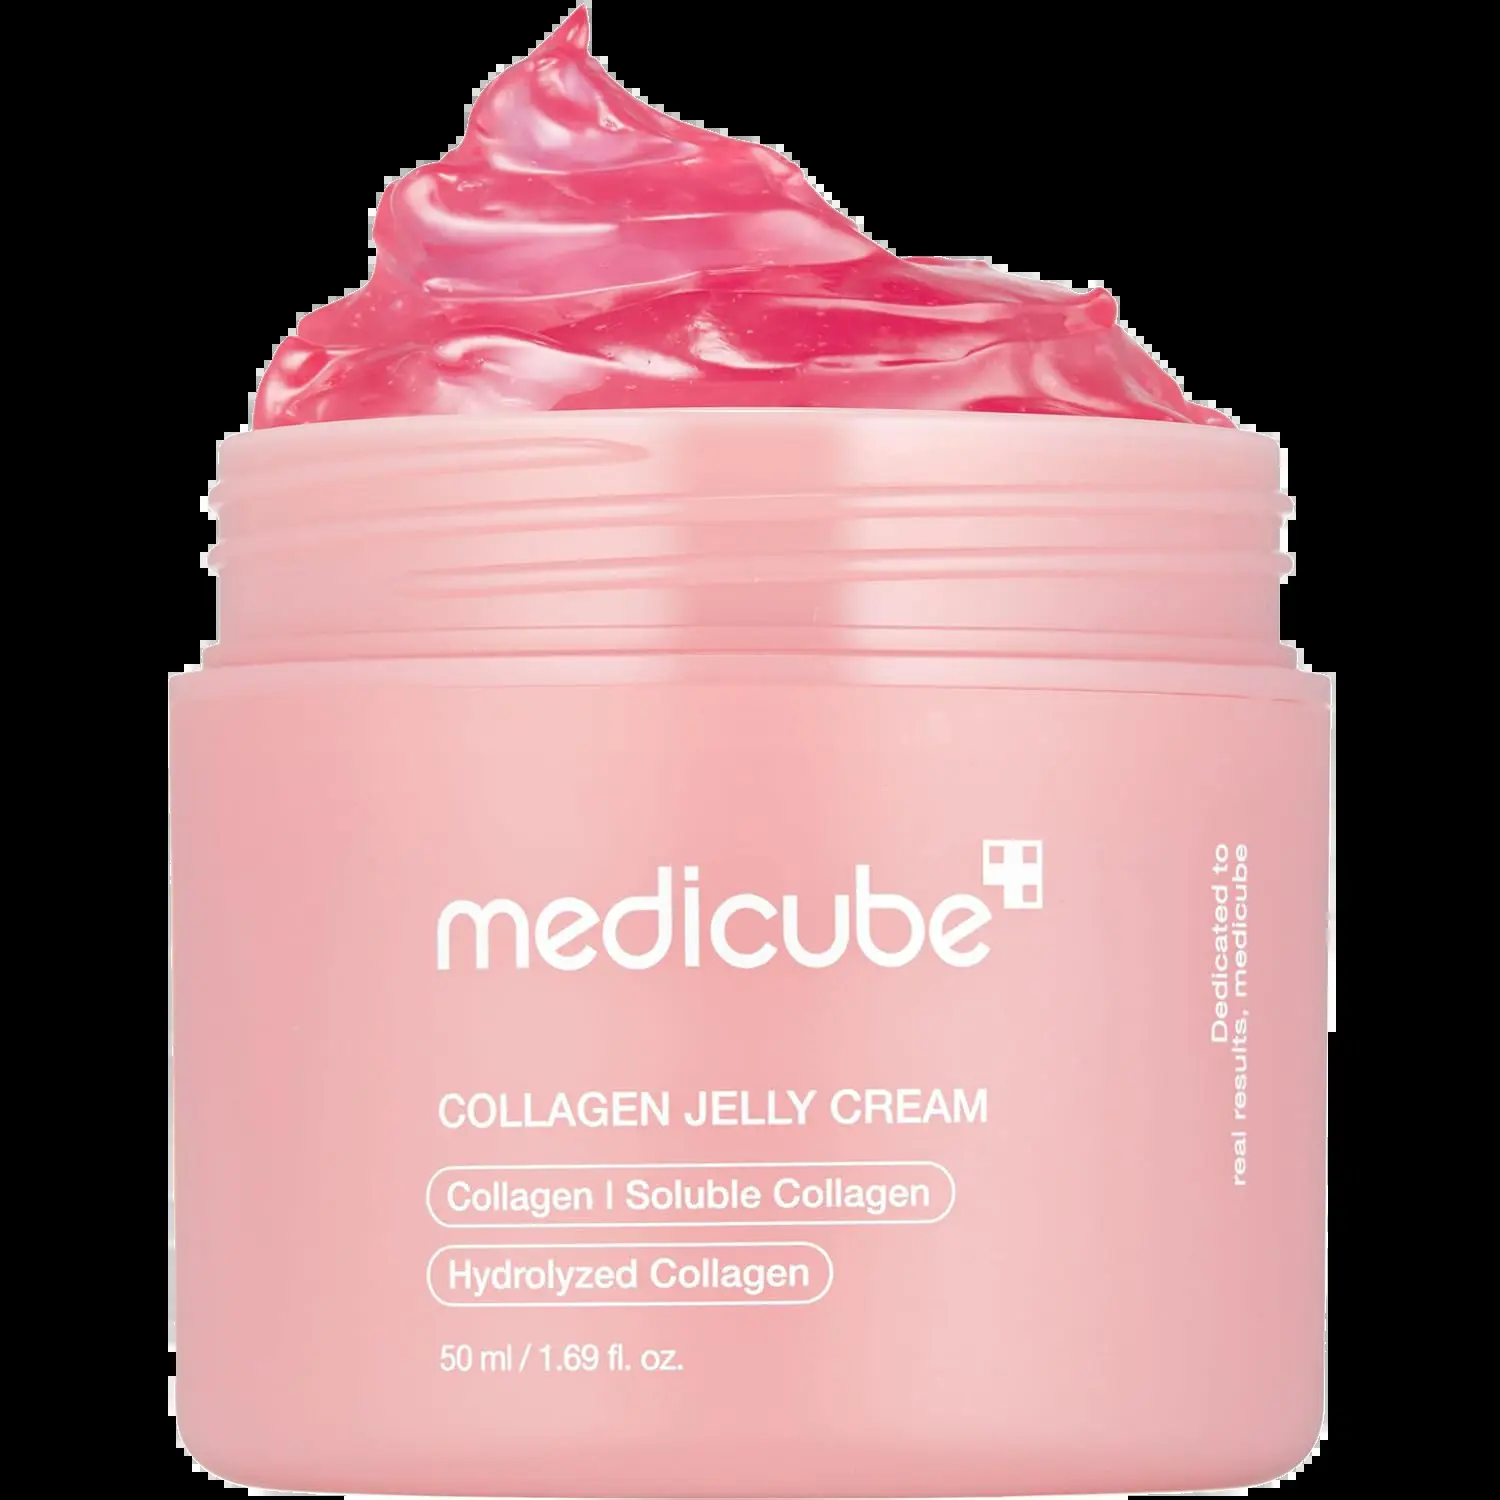 medicube
COLLAGEN JELLY CREAM
Collagen | Soluble Collagen
Hydrolyzed Collagen
50 ml / 1.69 fl. oz.
Dedicated to
real results, medicube